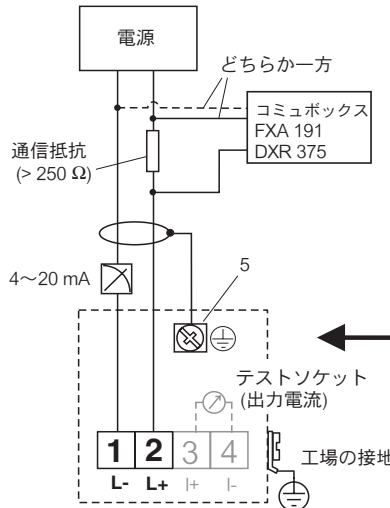 電源
どちらか一方
コミュボックス
FXA 191
DXR 375
通信抵抗
(> 250 Ω)
4～20 mA
5
テストソケット
(出力電流)
1 2 3 4
L- L+ I+ I-
工場の接地